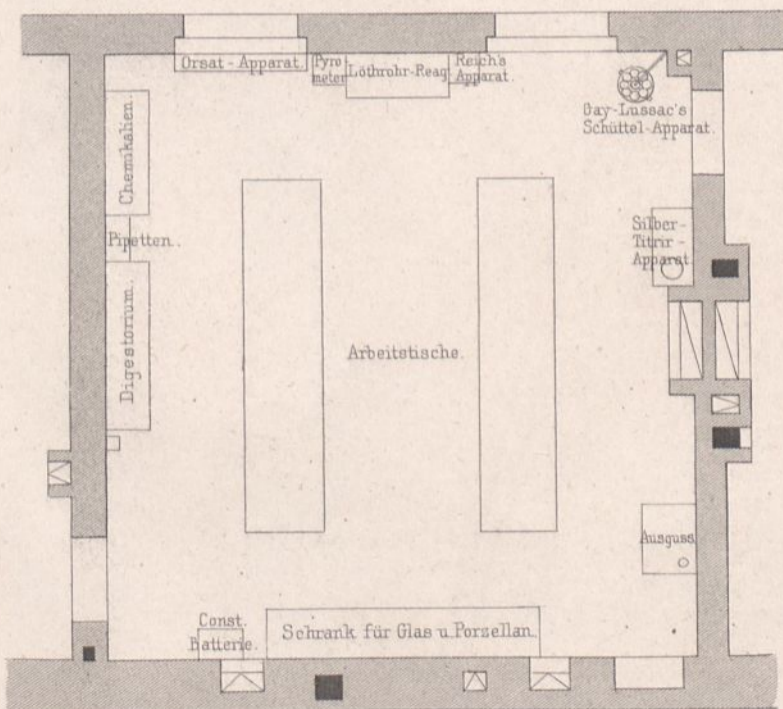 Orsat-Apparat.
Pyro-
meter
Löthrohr-Reag.
Reich's
Apparat.
Gay-Lussac's
Schüttel-Apparat.
Chemikalien.
Pipetten.
Silber-
Titrir-
Apparat
Digestorium.
Arbeitstische.
Ausguss
Const.
Batterie.
Schrank für Glas u Porzellan.